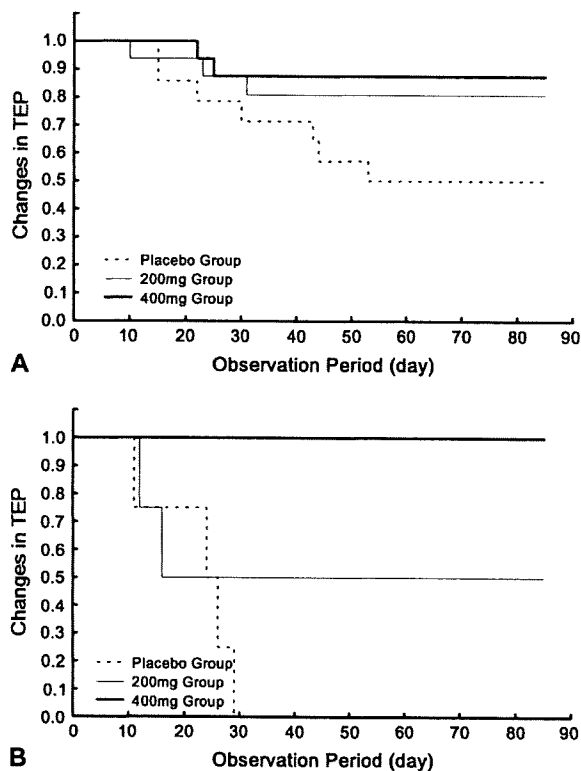 Changes in TEP
1.0
0.9
0.8
0.7
0.6
0.5
0.4
0.3
0.2
0.1
0.0
Placebo Group
200mg Group
400mg Group
0 10 20 30 40 50 60 70 80 90
A Observation Period (day)
Changes in TEP
1.0
0.9
0.8
0.7
0.6
0.5
0.4
0.3
0.2
0.1
0.0
Placebo Group
200mg Group
400mg Group
0 10 20 30 40 50 60 70 80 90
B Observation Period (day)